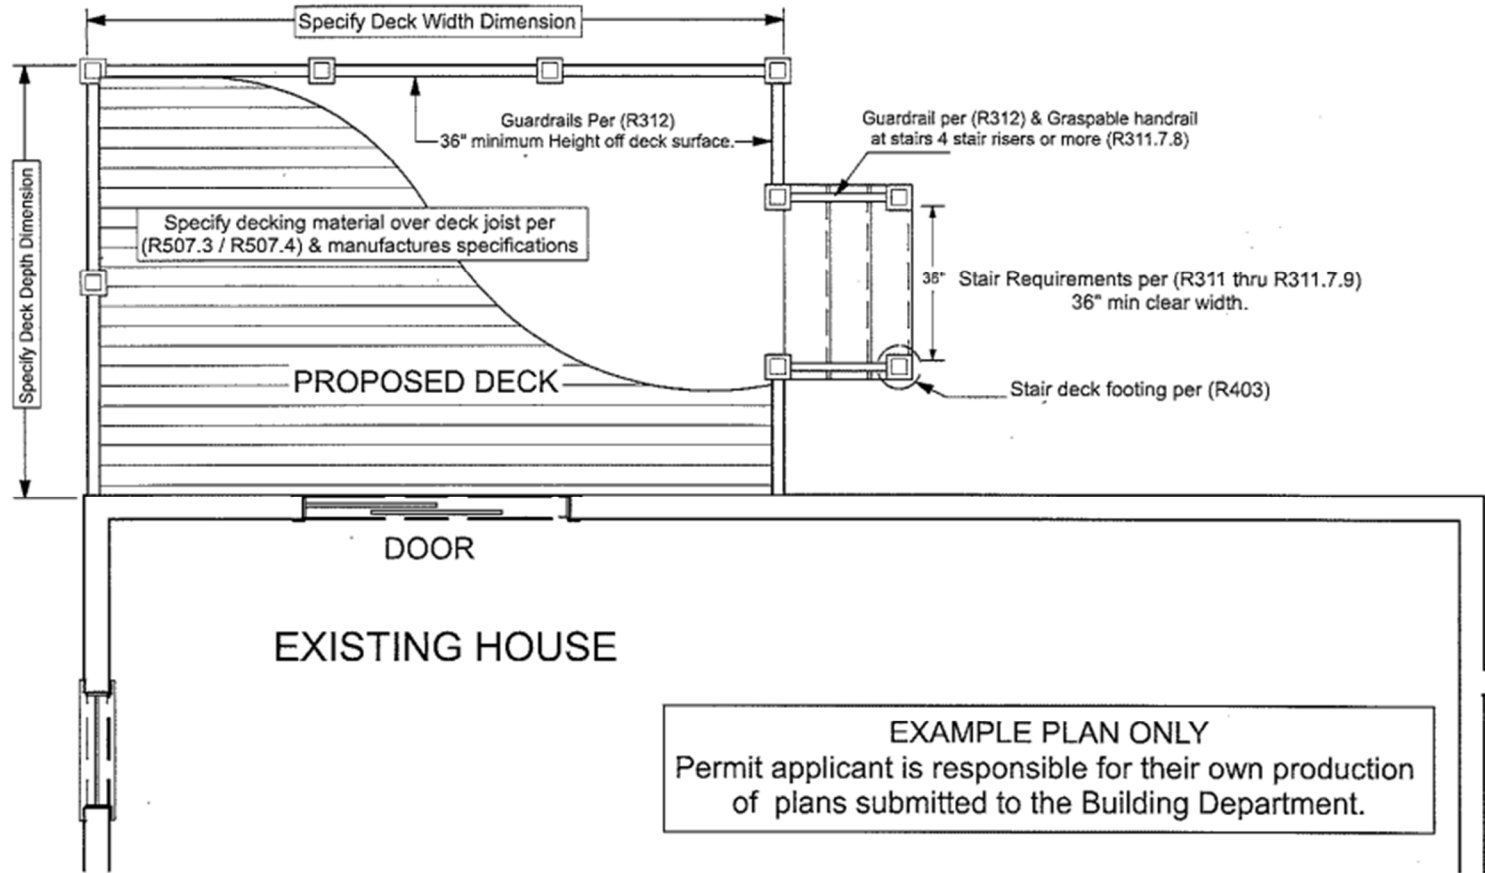 Specify Deck Width Dimension
Guardrails Per (R312)
36" minimum Height off deck surface.
Guardrail per (R312) & Graspable handrail
at stairs 4 stair risers or more (R311.7.8)
Specify Deck Depth Dimension
Specify decking material over deck joist per
(R507.3 / R507.4) & manufactures specifications
36"
Stair Requirements per (R311 thru R311.7.9)
36" min clear width.
PROPOSED DECK
Stair deck footing per (R403)
DOOR
EXISTING HOUSE
EXAMPLE PLAN ONLY
Permit applicant is responsible for their own production
of plans submitted to the Building Department.